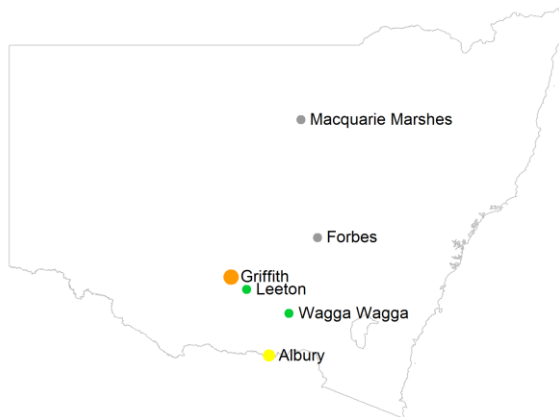 Macquarie Marshes
Forbes
Griffith
Leeton
Wagga Wagga
Albury